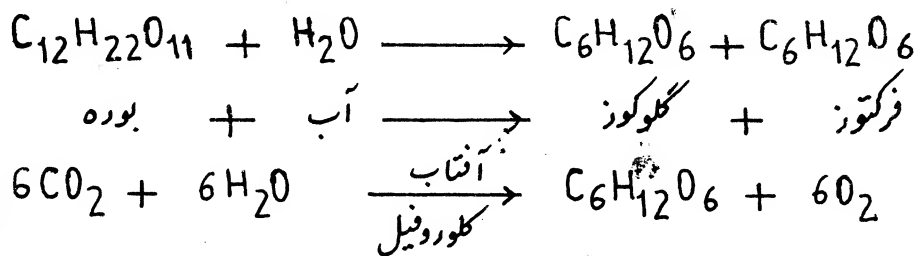 C₁₂H₂₂O₁₁ + H₂O ⟶ C₆H₁₂O₆ + C₆H₁₂O₆
بوره + آب ⟶ گلوکوز + فرکتوز
آفتاب
6CO₂ + 6H₂O ⟶ C₆H₁₂O₆ + 6O₂
کلوروفیل